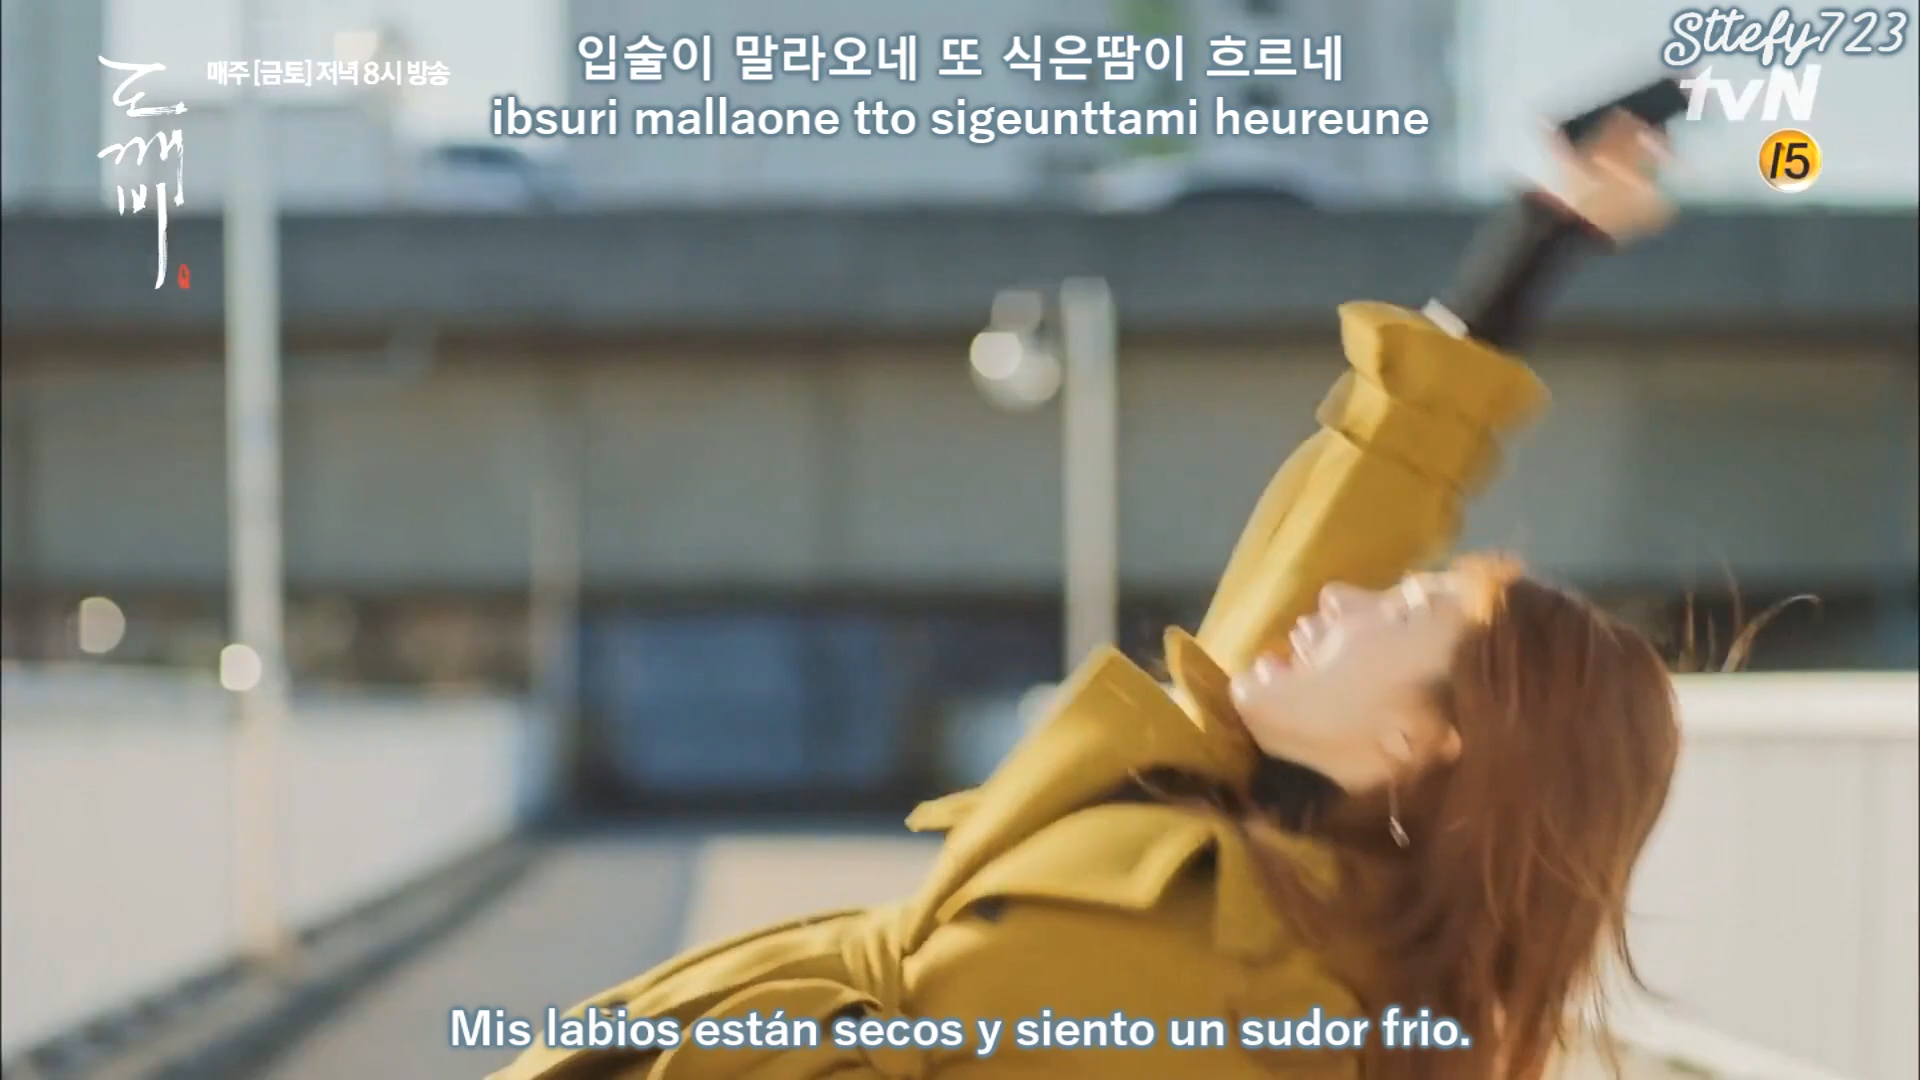 Sttefy723
입술이 말라오네 또 식은땀이 흐르네
ibsuri mallaone tto sigeunttami heureune
도깨비
매주 [금토] 저녁 8시 방송
tvN
15
Mis labios están secos y siento un sudor frio.